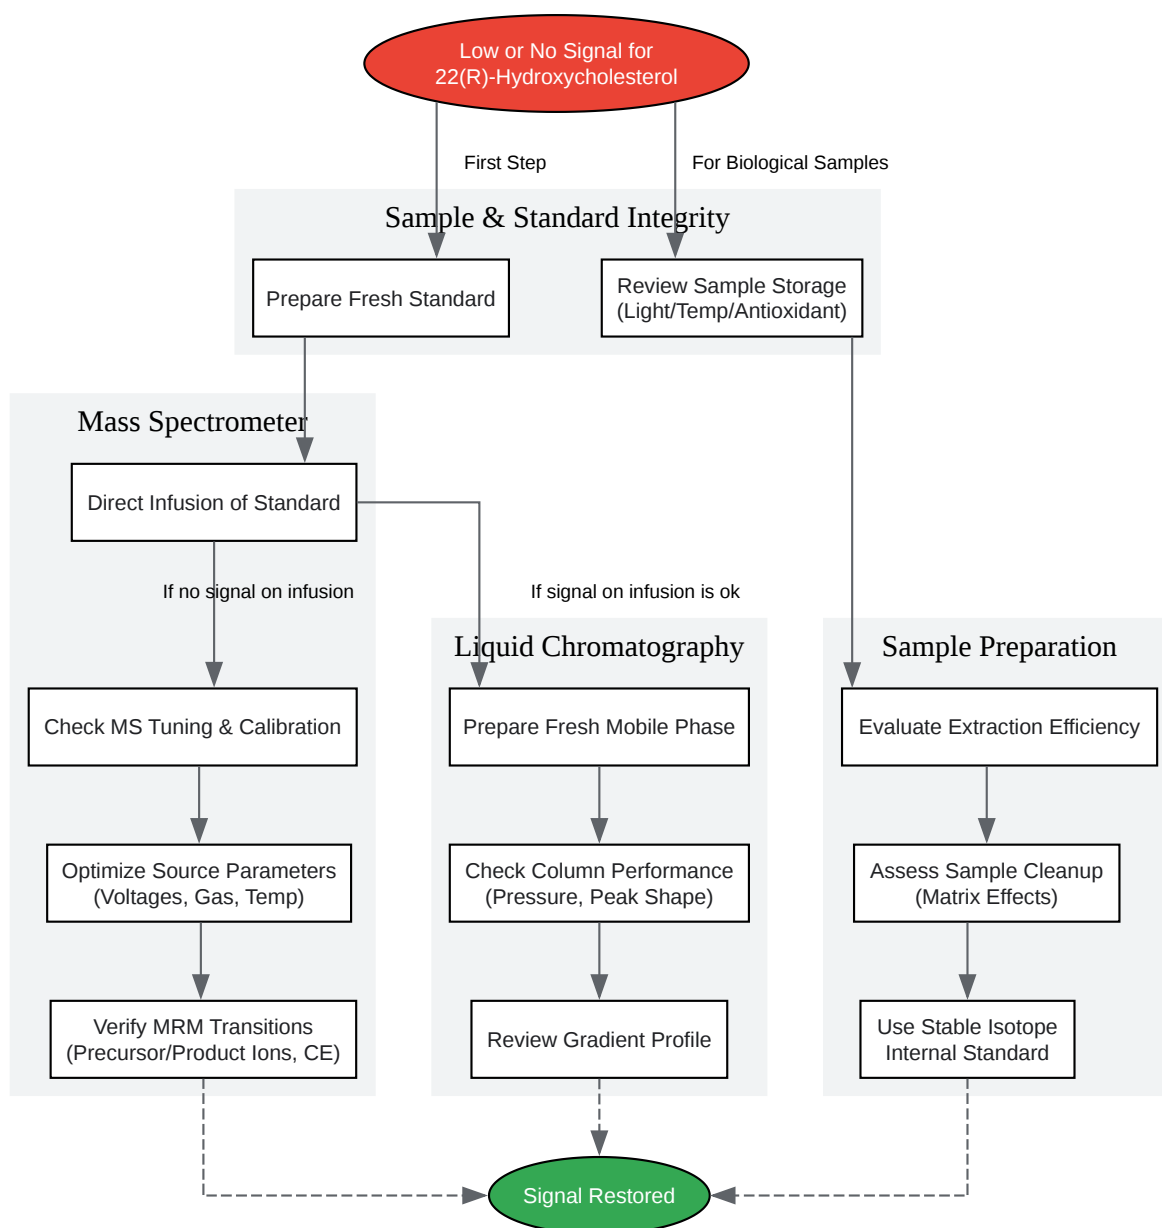 Low or No Signal for
22(R)-Hydroxycholesterol
First Step
For Biological Samples
Sample & Standard Integrity
Prepare Fresh Standard
Review Sample Storage
(Light/Temp/Antioxidant)
Mass Spectrometer
Direct Infusion of Standard
If no signal on infusion
If signal on infusion is ok
Liquid Chromatography
Sample Preparation
Check MS Tuning & Calibration
Prepare Fresh Mobile Phase
Evaluate Extraction Efficiency
Optimize Source Parameters
(Voltages, Gas, Temp)
Check Column Performance
(Pressure, Peak Shape)
Assess Sample Cleanup
(Matrix Effects)
Verify MRM Transitions
(Precursor/Product Ions, CE)
Review Gradient Profile
Use Stable Isotope
Internal Standard
Signal Restored